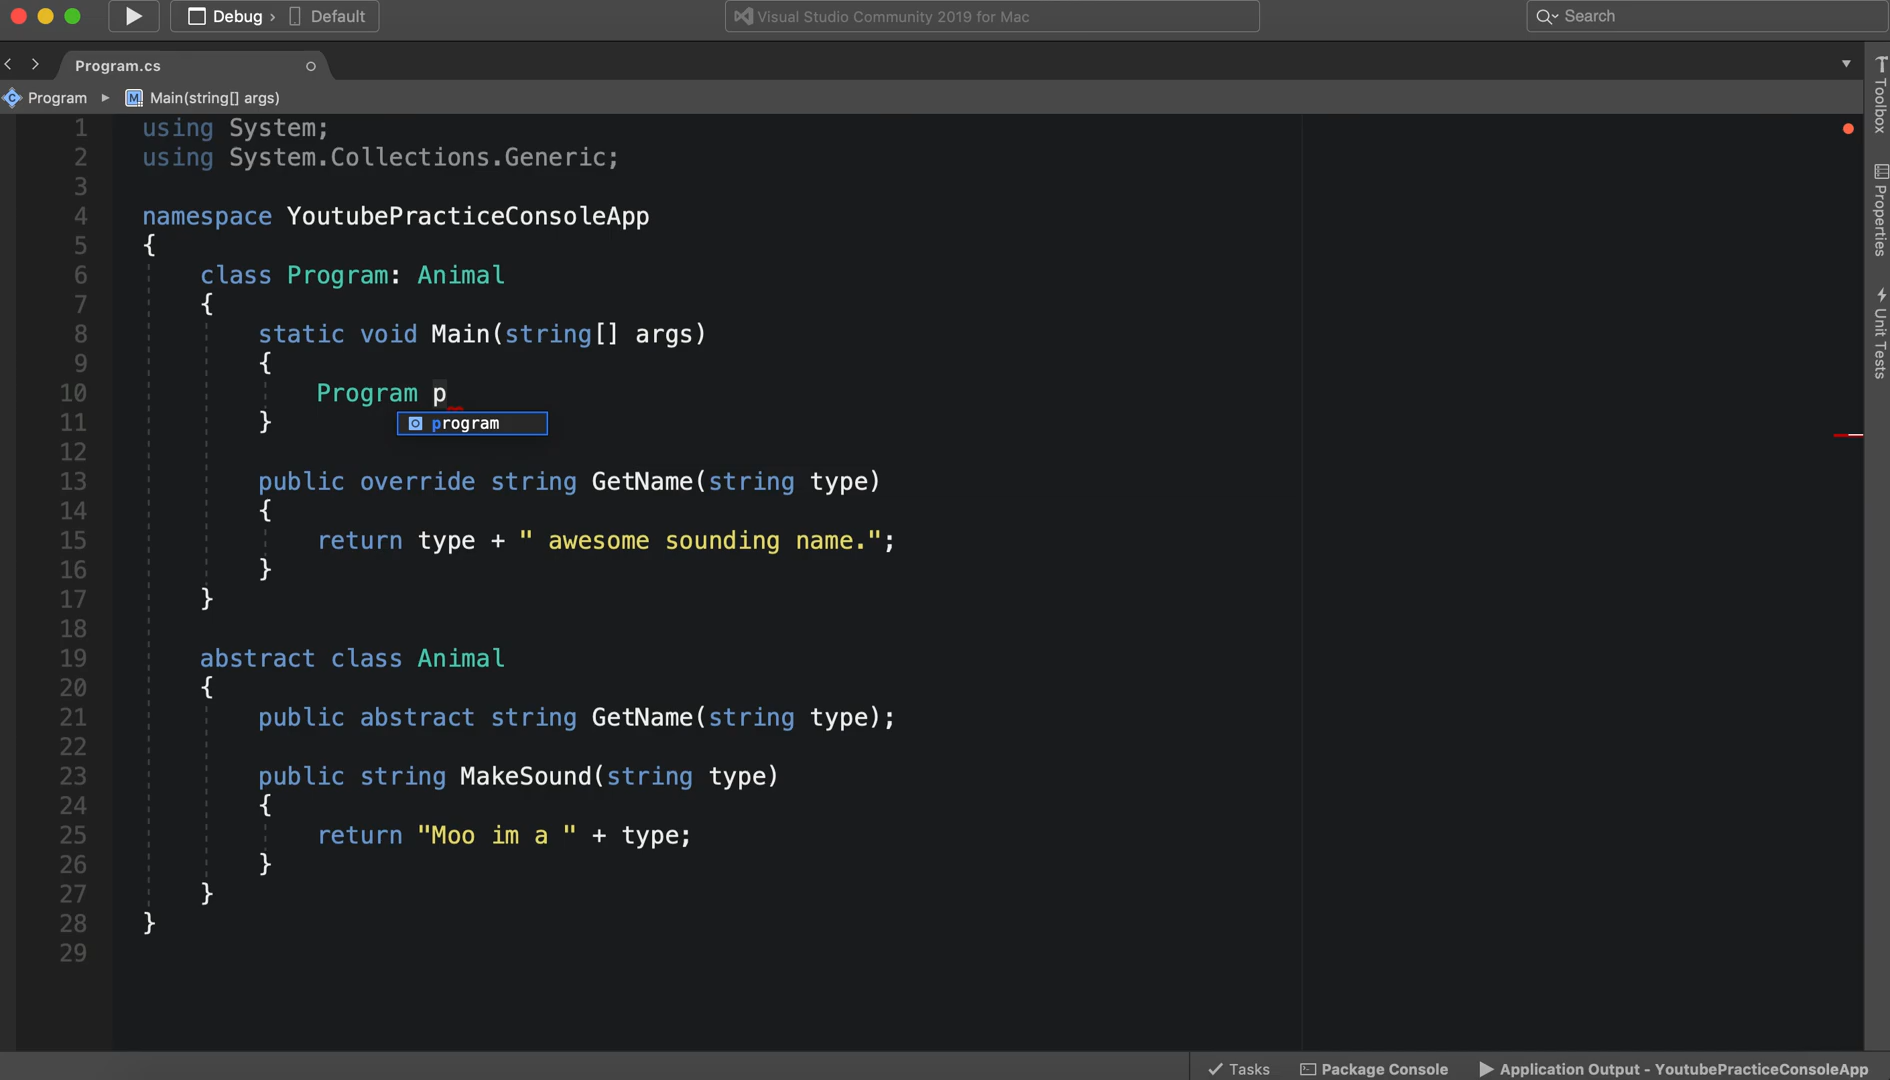 Debug › Default
Visual Studio Community 2019 for Mac
Search
Program.cs
Program ▸ M Main(string[] args)
Toolbox
Properties
Unit Tests
1 using System;
2 using System.Collections.Generic;
3
4 namespace YoutubePracticeConsoleApp
5 {
6 class Program: Animal
7 {
8 static void Main(string[] args)
9 {
10 Program p
program
11 }
12
13 public override string GetName(string type)
14 {
15 return type + " awesome sounding name.";
16 }
17 }
18
19 abstract class Animal
20 {
21 public abstract string GetName(string type);
22
23 public string MakeSound(string type)
24 {
25 return "Moo im a " + type;
26 }
27 }
28 }
29
Tasks Package Console Application Output - YoutubePracticeConsoleApp